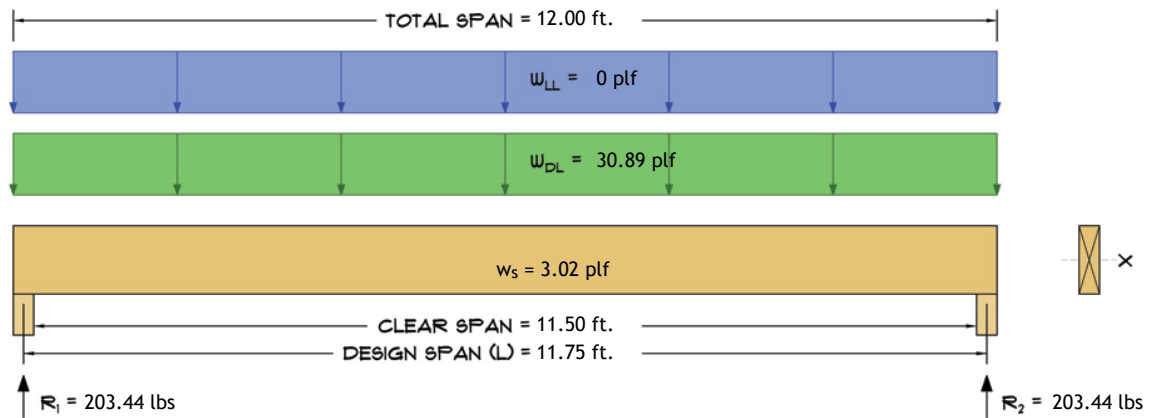 TOTAL SPAN = 12.00 ft.
wLL = 0 plf
wDL = 30.89 plf
ws = 3.02 plf
X
CLEAR SPAN = 11.50 ft.
DESIGN SPAN (L) = 11.75 ft.
R1 = 203.44 lbs
R2 = 203.44 lbs